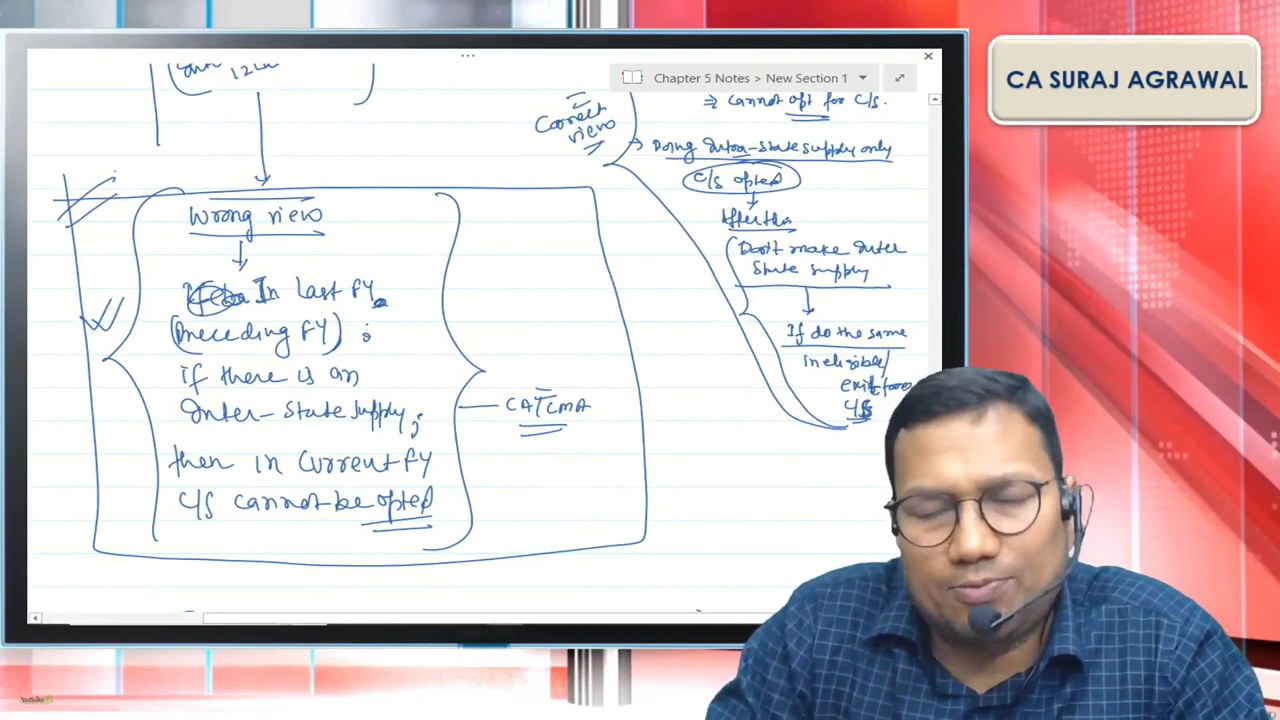 CA SURAJ AGRAWAL
Chapter 5 Notes > New Section 1
Wrong view
In last FY
(Preceding FY) :
if there is an
Inter-State supply ;
then in current FY
C/S cannot be opted
CA/CMA
Correct
view
⇒ Cannot opt for C/S.
Doing Intra-State supply only
C/S opted
After this
Don't make Inter
State supply
If do the same
ineligible/
exit from
C/S